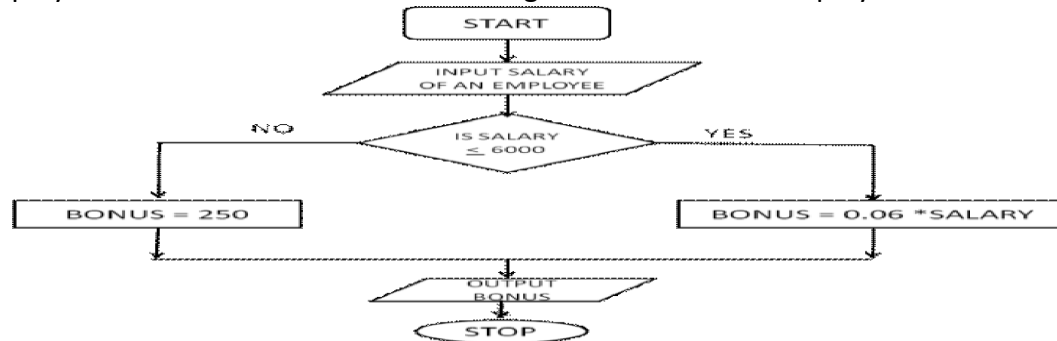 START
INPUT SALARY
OF AN EMPLOYEE
NO
IS SALARY
≤ 6000
YES
BONUS = 250
BONUS = 0.06 *SALARY
OUTPUT
BONUS
STOP